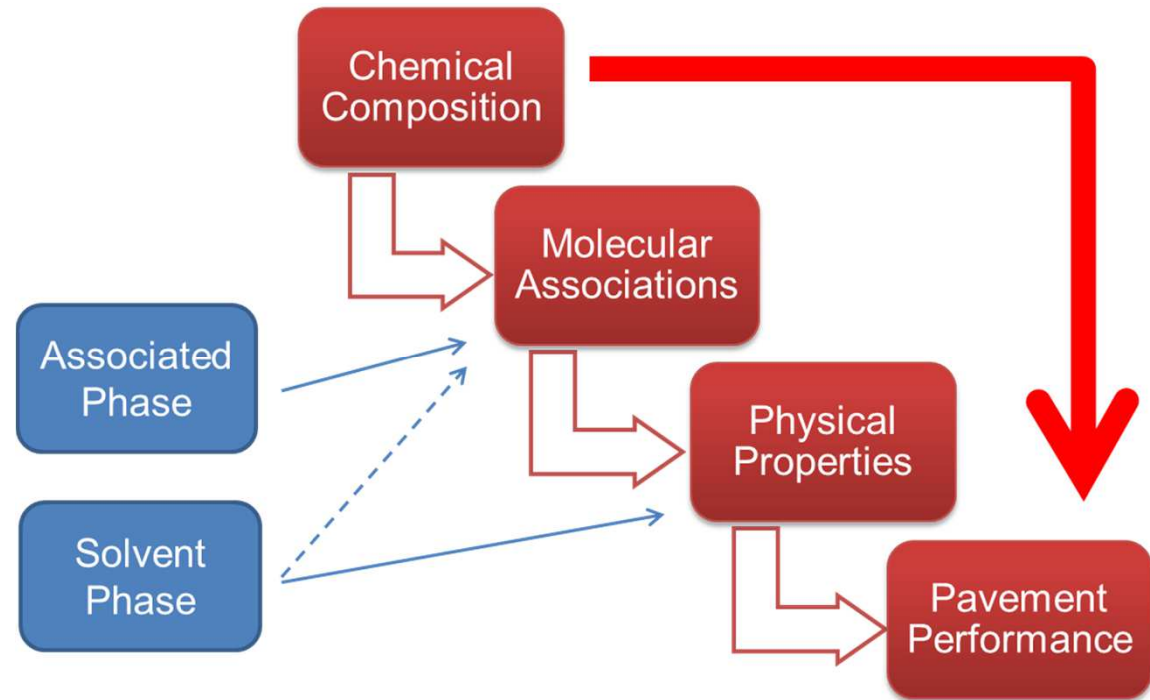 Chemical
Composition
Molecular
Associations
Associated
Phase
Physical
Properties
Solvent
Phase
Pavement
Performance